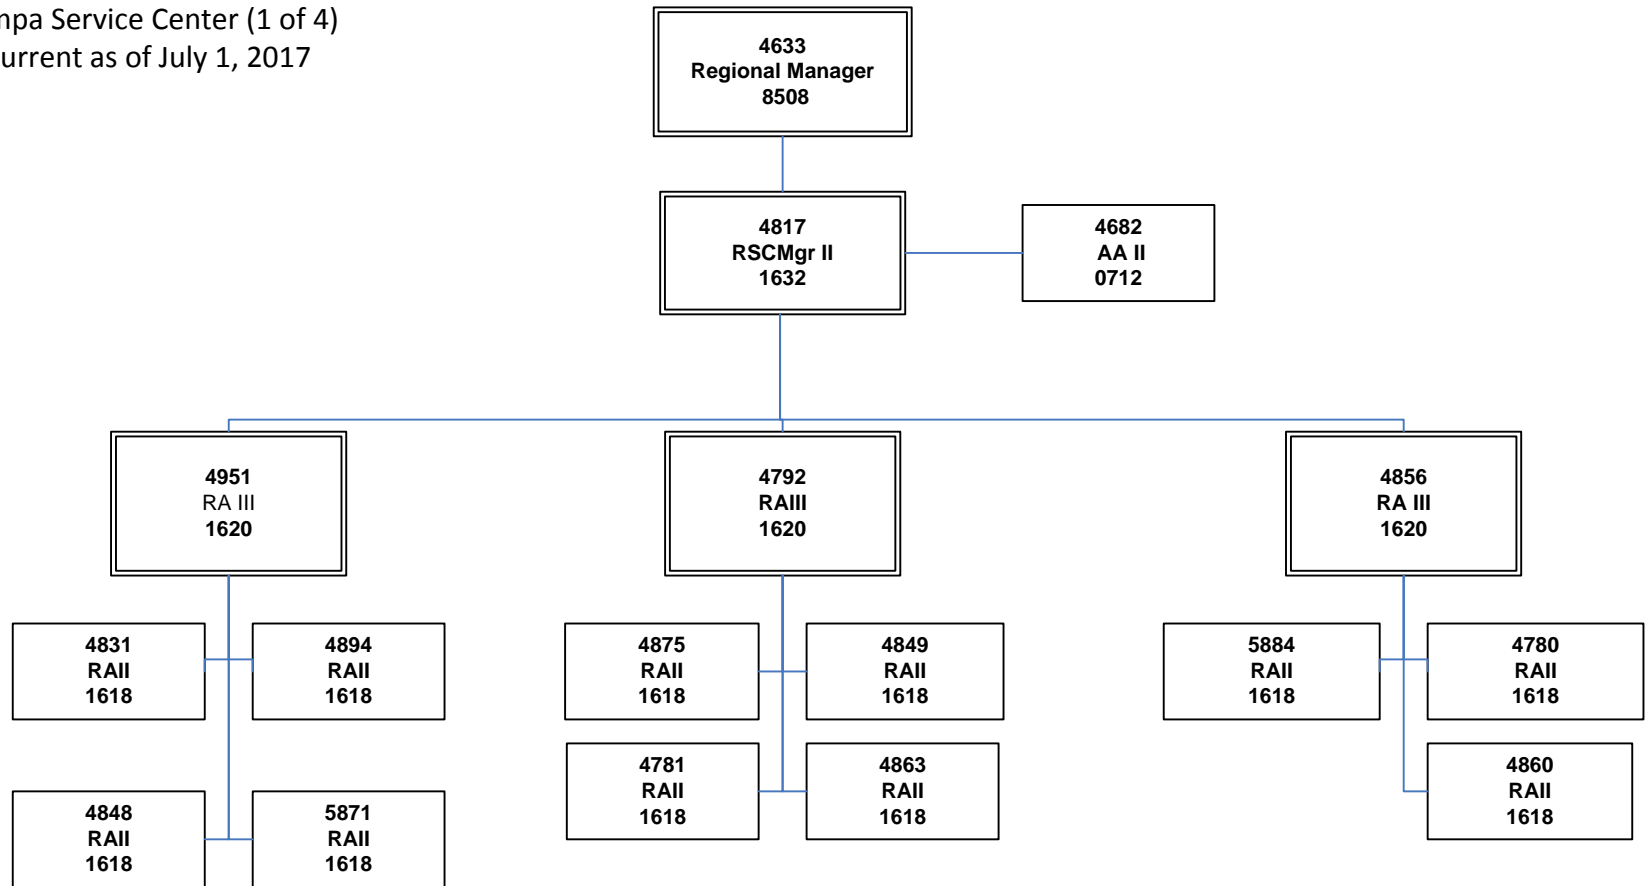 mpa Service Center (1 of 4)
urrent as of July 1, 2017
4633
Regional Manager
8508
4817
RSCMgr II
1632
4682
AA II
0712
4951
RA III
1620
4792
RAIII
1620
4856
RA III
1620
4831
RAII
1618
4894
RAII
1618
4875
RAII
1618
4849
RAII
1618
5884
RAII
1618
4780
RAII
1618
4781
RAII
1618
4863
RAII
1618
4860
RAII
1618
4848
RAII
1618
5871
RAII
1618